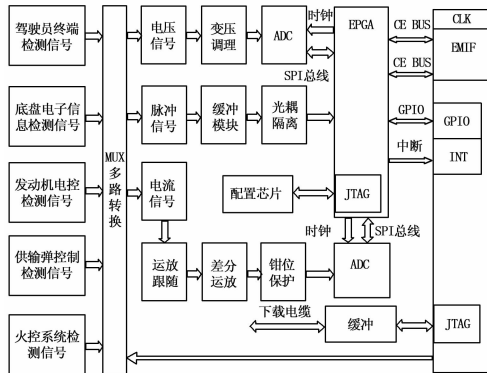 驾驶员终端
检测信号
底盘电子信
息检测信号
发动机电控
检测信号
供输弹控制
检测信号
火控系统检
测信号
MUX
多
路
转
换
电压
信号
变压
调理
ADC
时钟
SPI总线
EPGA
CE BUS
CE BUS
CLK
EMIF
脉冲
信号
缓冲
模块
光耦
隔离
GPIO
GPIO
中断
INT
电流
信号
配置芯片
JTAG
时钟
SPI总线
运放
跟随
差分
运放
钳位
保护
ADC
下载电缆
缓冲
JTAG